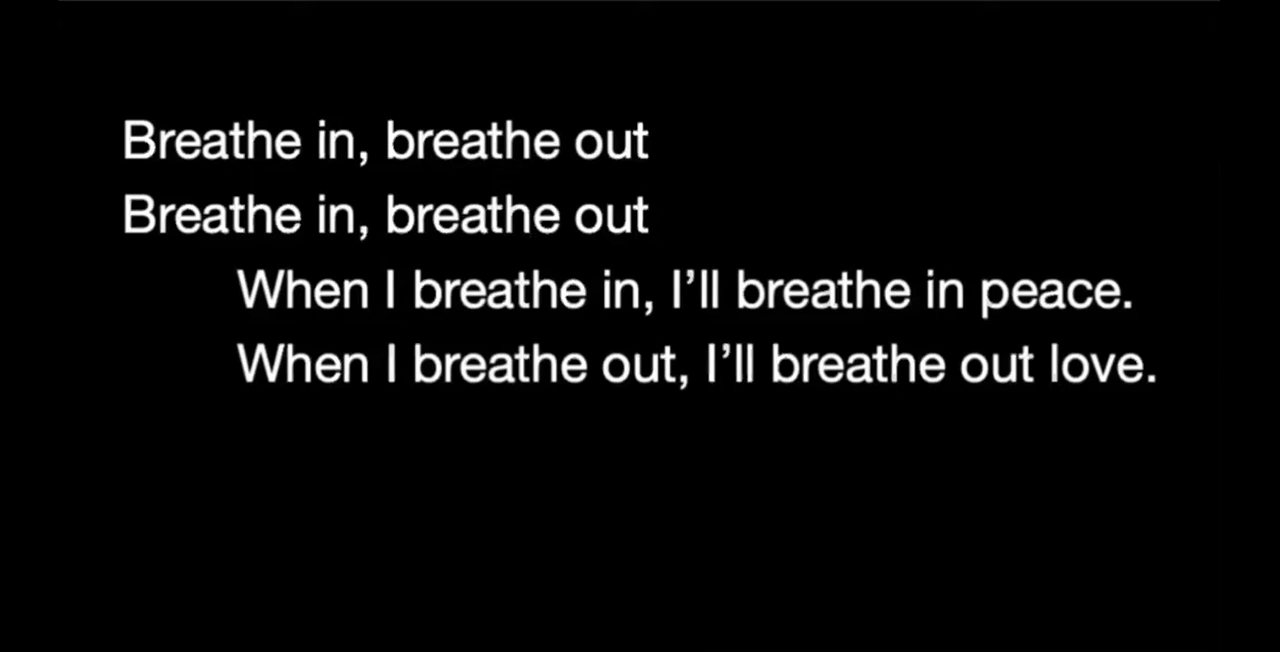 Breathe in, breathe out
Breathe in, breathe out
When I breathe in, I’ll breathe in peace.
When I breathe out, I’ll breathe out love.